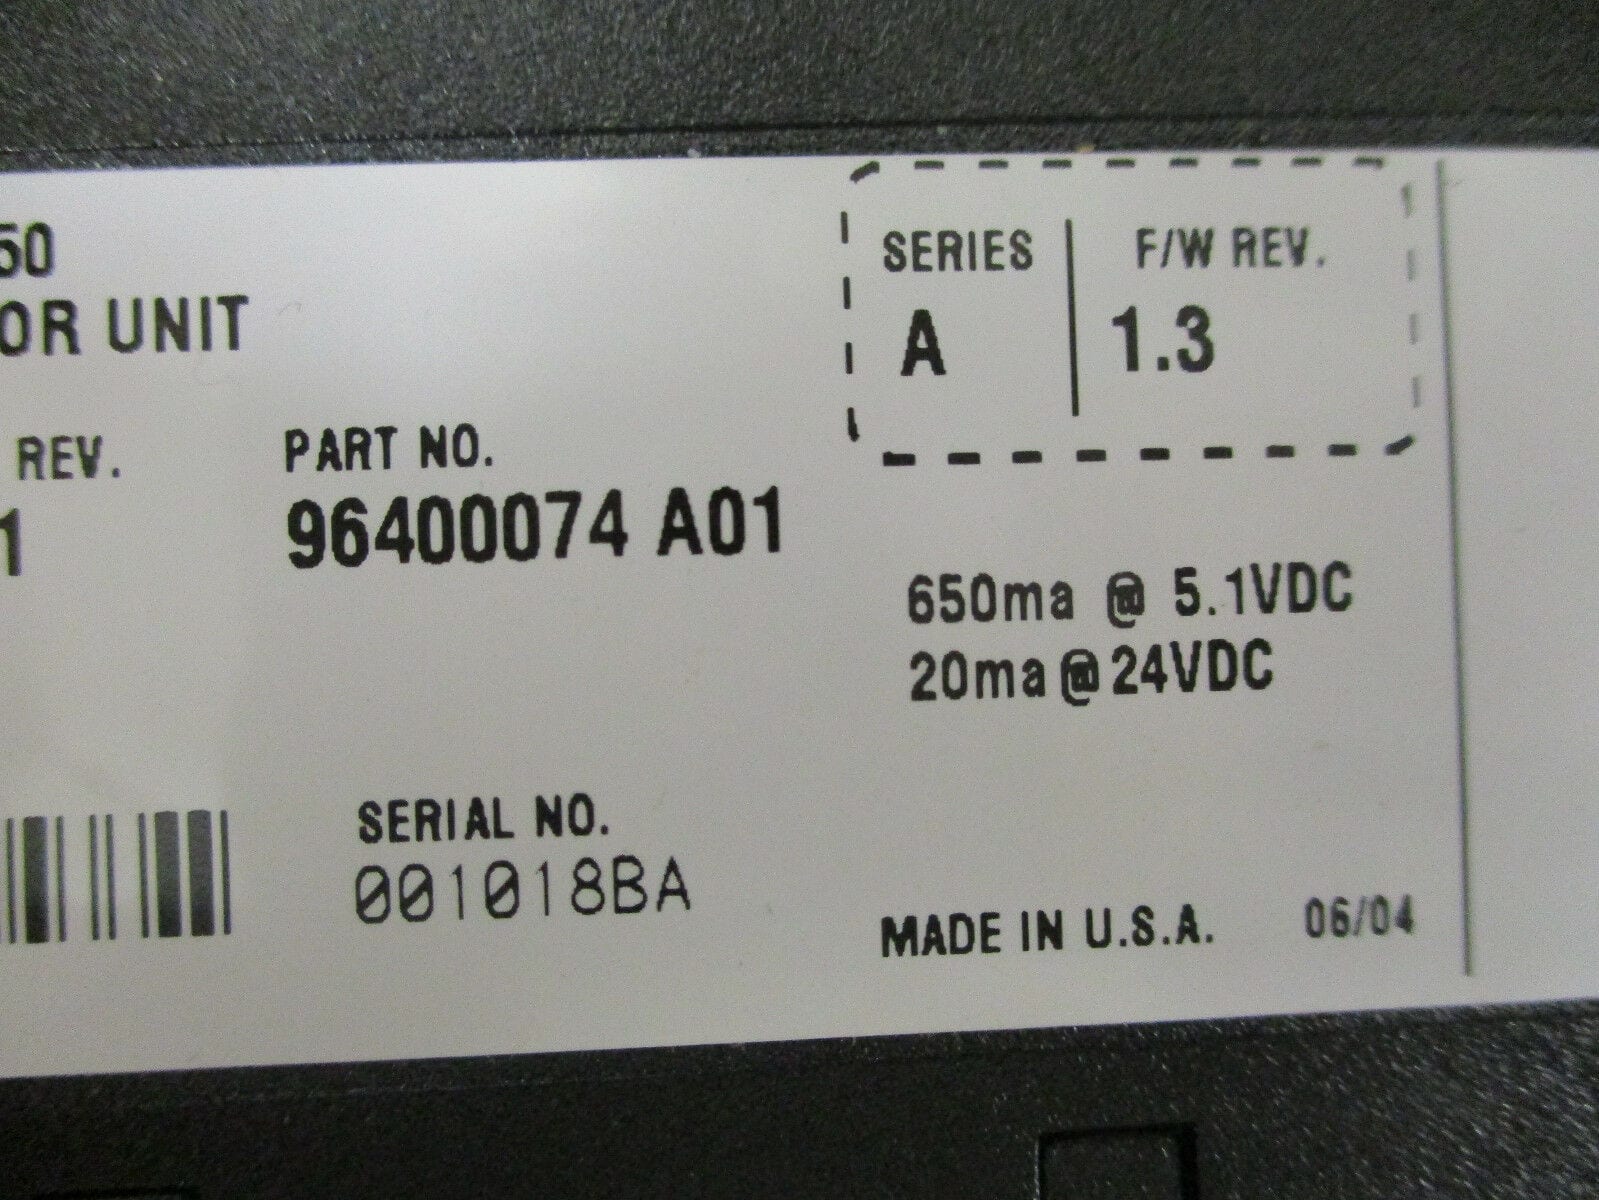 50
OR UNIT
SERIES F/W REV.
A 1.3
REV. PART NO.
1 96400074 A01
650ma @ 5.1VDC
20ma @ 24VDC
SERIAL NO.
001018BA
MADE IN U.S.A. 06/04